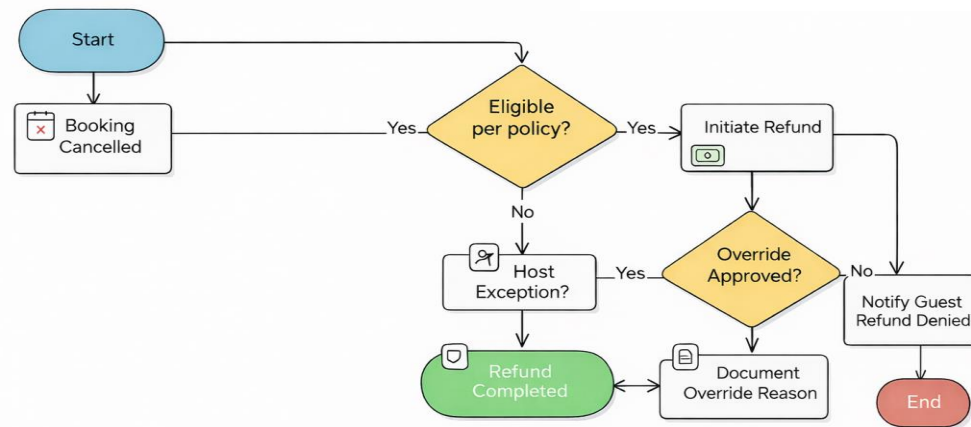 Start
Booking
Cancelled
Yes
Eligible
per policy?
Yes
Initiate Refund
No
Host
Exception?
Yes
Override
Approved?
No
Notify Guest
Refund Denied
Refund
Completed
Document
Override Reason
End